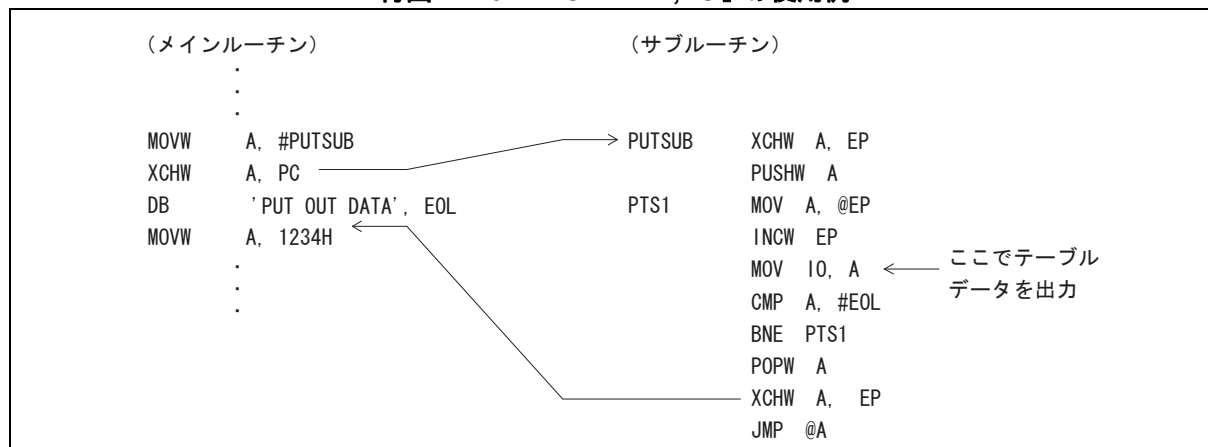 (メインルーチン)
・
・
・
MOVW A, #PUTSUB
XCHW A, PC
DB 'PUT OUT DATA', EOL
MOVW A, 1234H
・
・
・
(サブルーチン)
PUTSUB XCHW A, EP
PUSHW A
PTS1 MOV A, @EP
INCW EP
MOV IO, A
CMP A, #EOL
BNE PTS1
POPW A
XCHW A, EP
JMP @A
ここでテーブル
データを出力